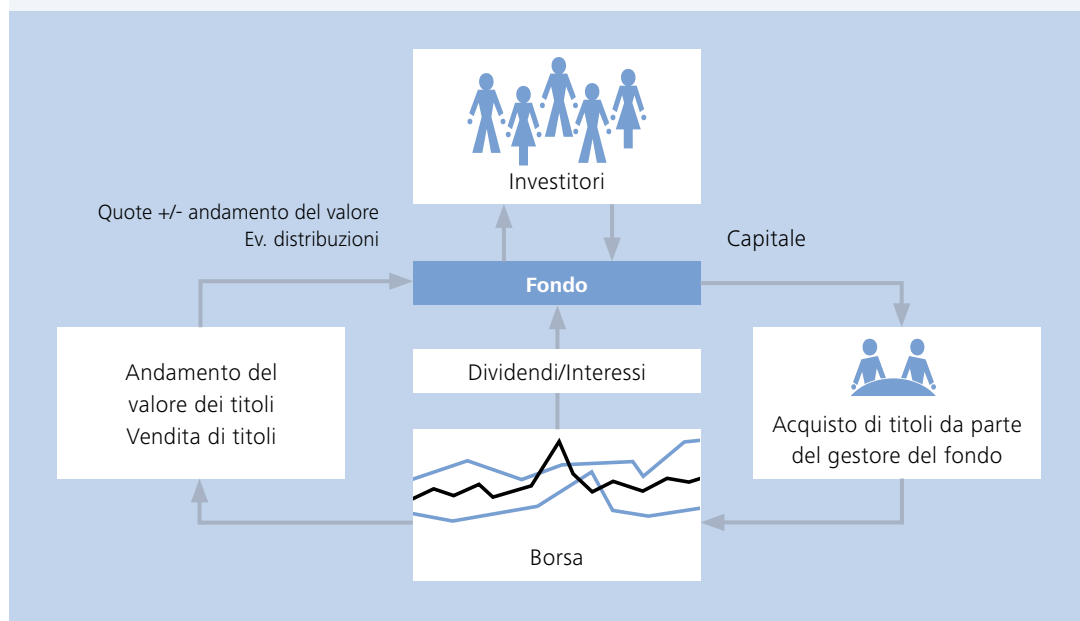 Investitori
Quote +/- andamento del valore
Ev. distribuzioni
Capitale
Fondo
Andamento del
valore dei titoli
Vendita di titoli
Dividendi/Interessi
Acquisto di titoli da parte
del gestore del fondo
Borsa